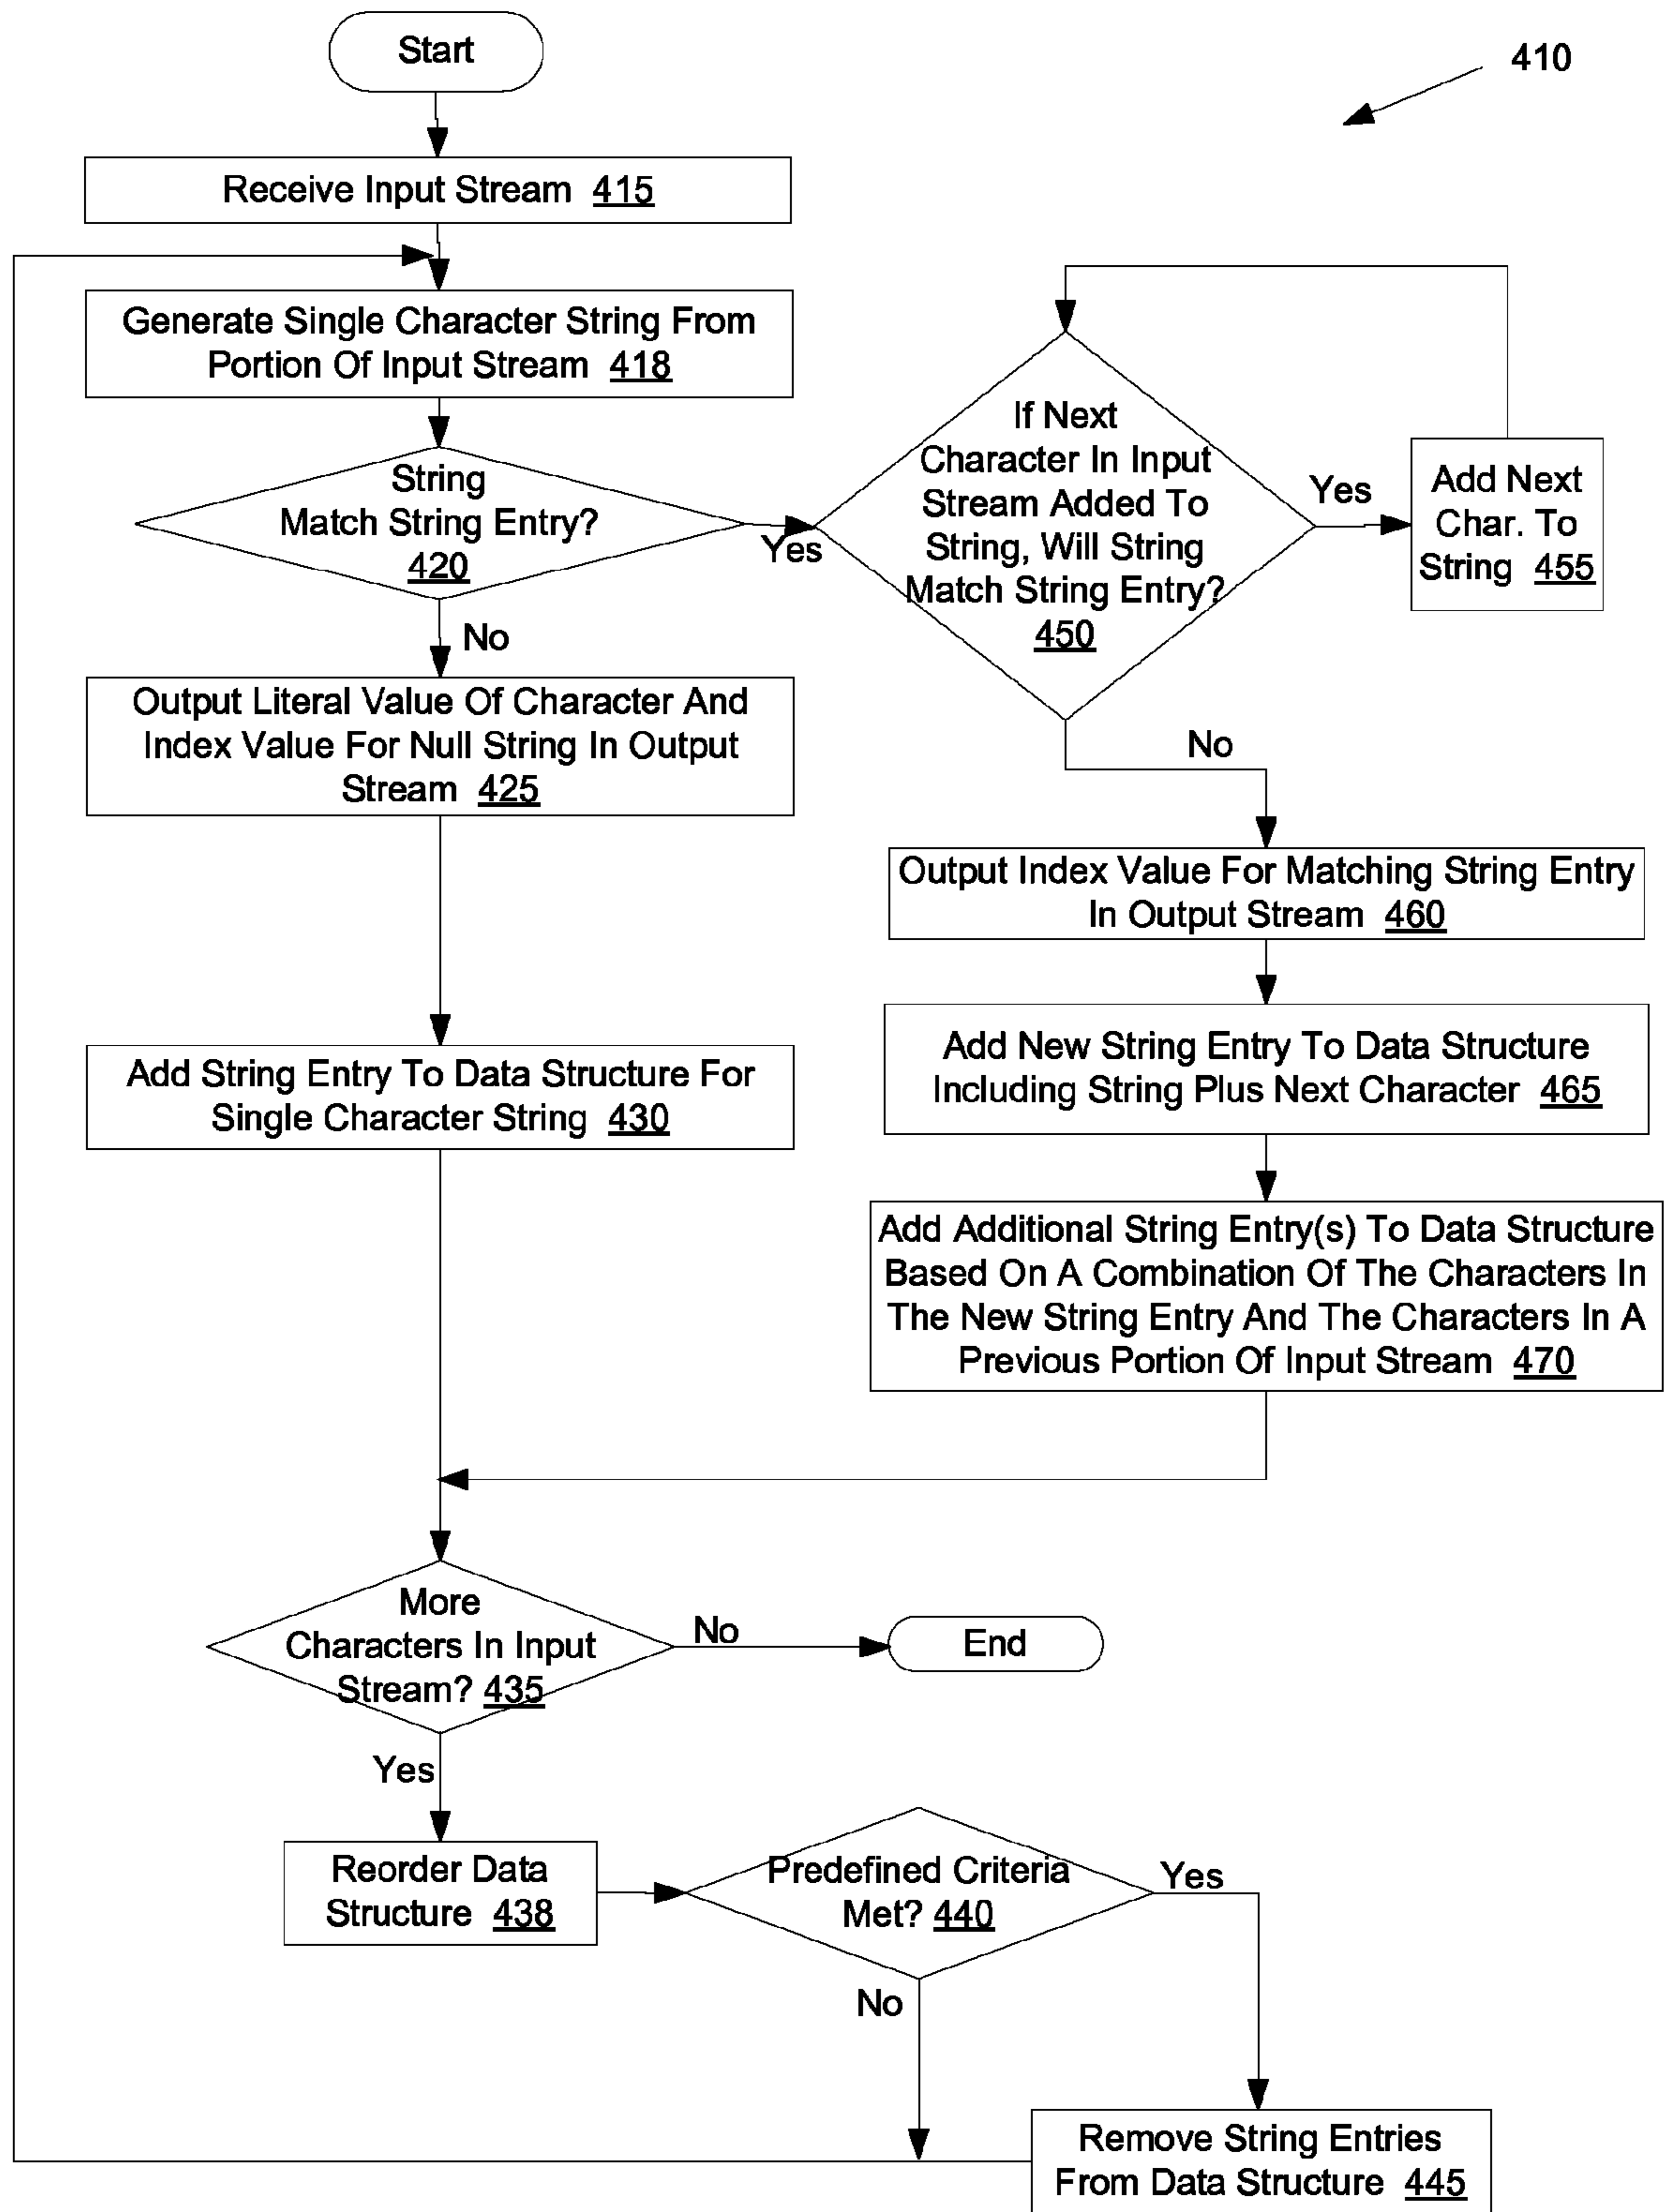 Start
410
Receive Input Stream 415
Generate Single Character String From
Portion Of Input Stream 418
String
Match String Entry?
420
Yes
No
If Next
Character In Input
Stream Added To
String, Will String
Match String Entry?
450
Yes
Add Next
Char. To
String 455
No
Output Literal Value Of Character And
Index Value For Null String In Output
Stream 425
Output Index Value For Matching String Entry
In Output Stream 460
Add String Entry To Data Structure For
Single Character String 430
Add New String Entry To Data Structure
Including String Plus Next Character 465
Add Additional String Entry(s) To Data Structure
Based On A Combination Of The Characters In
The New String Entry And The Characters In A
Previous Portion Of Input Stream 470
More
Characters In Input
Stream? 435
No
End
Yes
Reorder Data
Structure 438
Predefined Criteria
Met? 440
Yes
No
Remove String Entries
From Data Structure 445